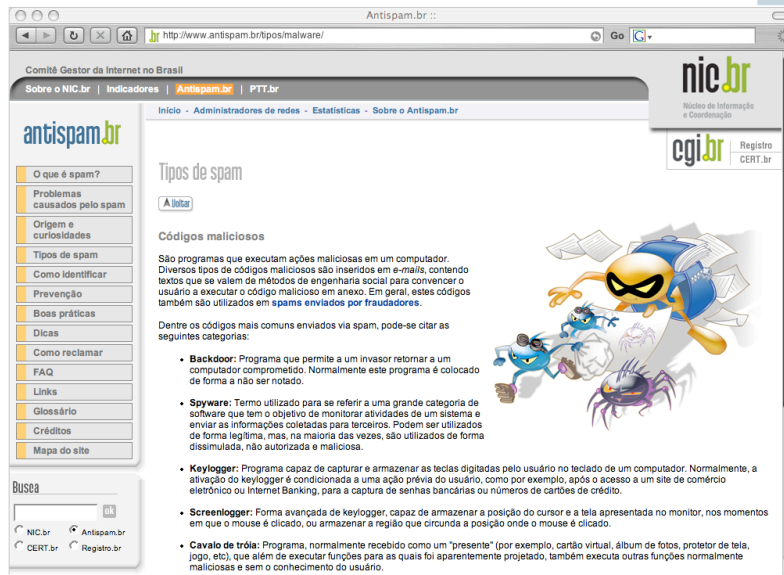 Antispam.br ::
http://www.antispam.br/tipos/malware/
Go
G
Comitê Gestor da Internet no Brasil
Sobre o NIC.br | Indicadores | Antispam.br | PTT.br
nic.br
Núcleo de Informação
e Coordenação
Início - Administradores de redes - Estatísticas - Sobre o Antispam.br
antispam.br
cgi.br
Registro
CERT.br
O que é spam?
Problemas
causados pelo spam
Origem e
curiosidades
Tipos de spam
Como identificar
Prevenção
Boas práticas
Dicas
Como reclamar
FAQ
Links
Glossário
Créditos
Mapa do site
Busca
ok
NIC.br
Antispam.br
CERT.br
Registro.br
Tipos de spam
Voltar
Códigos maliciosos
São programas que executam ações maliciosas em um computador.
Diversos tipos de códigos maliciosos são inseridos em e-mails, contendo
textos que se valem de métodos de engenharia social para convencer o
usuário a executar o código malicioso em anexo. Em geral, estes códigos
também são utilizados em spams enviados por fraudadores.
Dentre os códigos mais comuns enviados via spam, pode-se citar as
seguintes categorias:
• Backdoor: Programa que permite a um invasor retornar a um
computador comprometido. Normalmente este programa é colocado
de forma a não ser notado.
• Spyware: Termo utilizado para se referir a uma grande categoria de
software que tem o objetivo de monitorar atividades de um sistema e
enviar as informações coletadas para terceiros. Podem ser utilizados
de forma legítima, mas, na maioria das vezes, são utilizados de forma
dissimulada, não autorizada e maliciosa.
• Keylogger: Programa capaz de capturar e armazenar as teclas digitadas pelo usuário no teclado de um computador. Normalmente, a
ativação do keylogger é condicionada a uma ação prévia do usuário, como por exemplo, após o acesso a um site de comércio
eletrônico ou Internet Banking, para a captura de senhas bancárias ou números de cartões de crédito.
• Screenlogger: Forma avançada de keylogger, capaz de armazenar a posição do cursor e a tela apresentada no monitor, nos momentos
em que o mouse é clicado, ou armazenar a região que circunda a posição onde o mouse é clicado.
• Cavalo de tróia: Programa, normalmente recebido como um "presente" (por exemplo, cartão virtual, álbum de fotos, protetor de tela,
jogo, etc), que além de executar funções para as quais foi aparentemente projetado, também executa outras funções normalmente
maliciosas e sem o conhecimento do usuário.